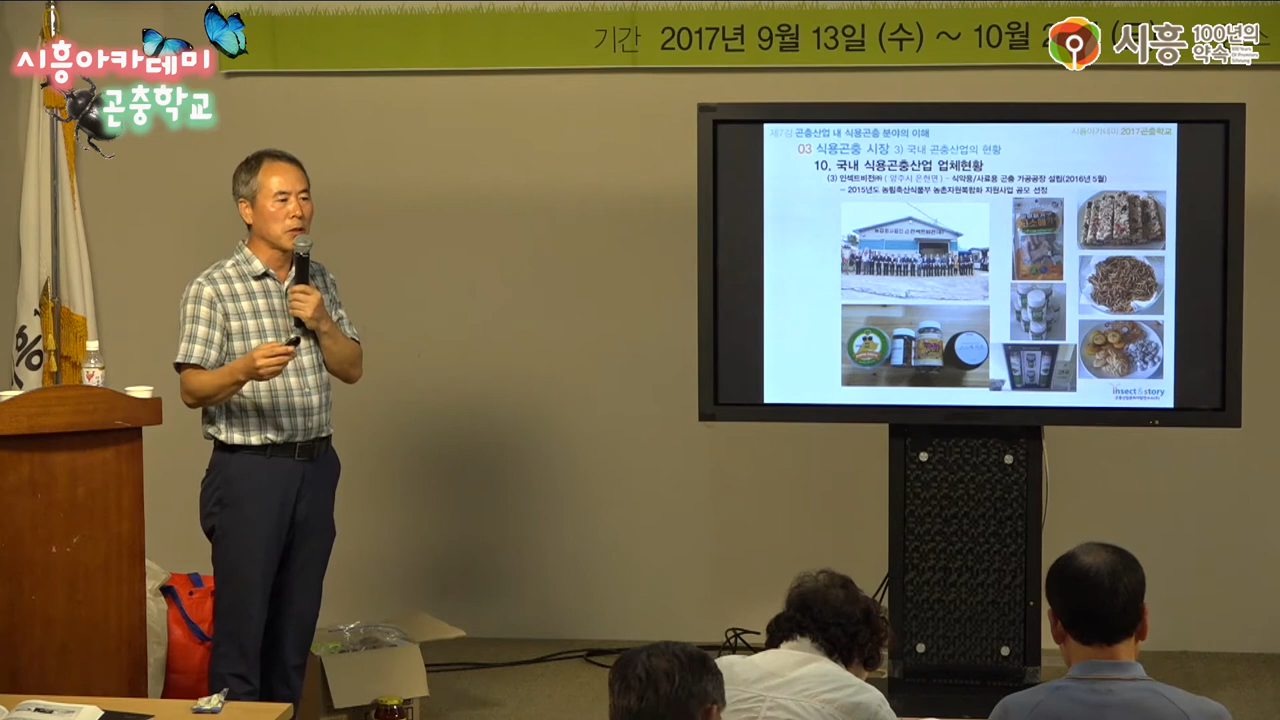 시흥아카데미
곤충학교
기간 2017년 9월 13일 (수) ~ 10월 2
시흥 100년의
약속
제7강 곤충산업 내 식용곤충 분야의 이해
시흥아카데미 2017곤충학교
03 식용곤충 시장 3) 국내 곤충산업의 현황
10. 국내 식용곤충산업 업체현황
(3) 인섹트비전㈜ ( 양주시 은현면 ) - 식약용/사료용 곤충 가공공장 설립(2016년 5월)
- 2015년도 농림축산식품부 농촌자원복합화 지원사업 공모 선정
insect&story